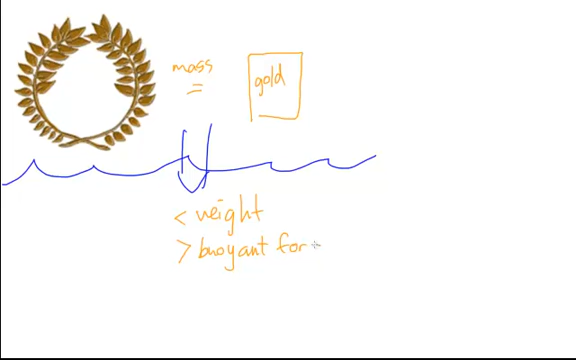 mass
=
gold
< weight
> buoyant for